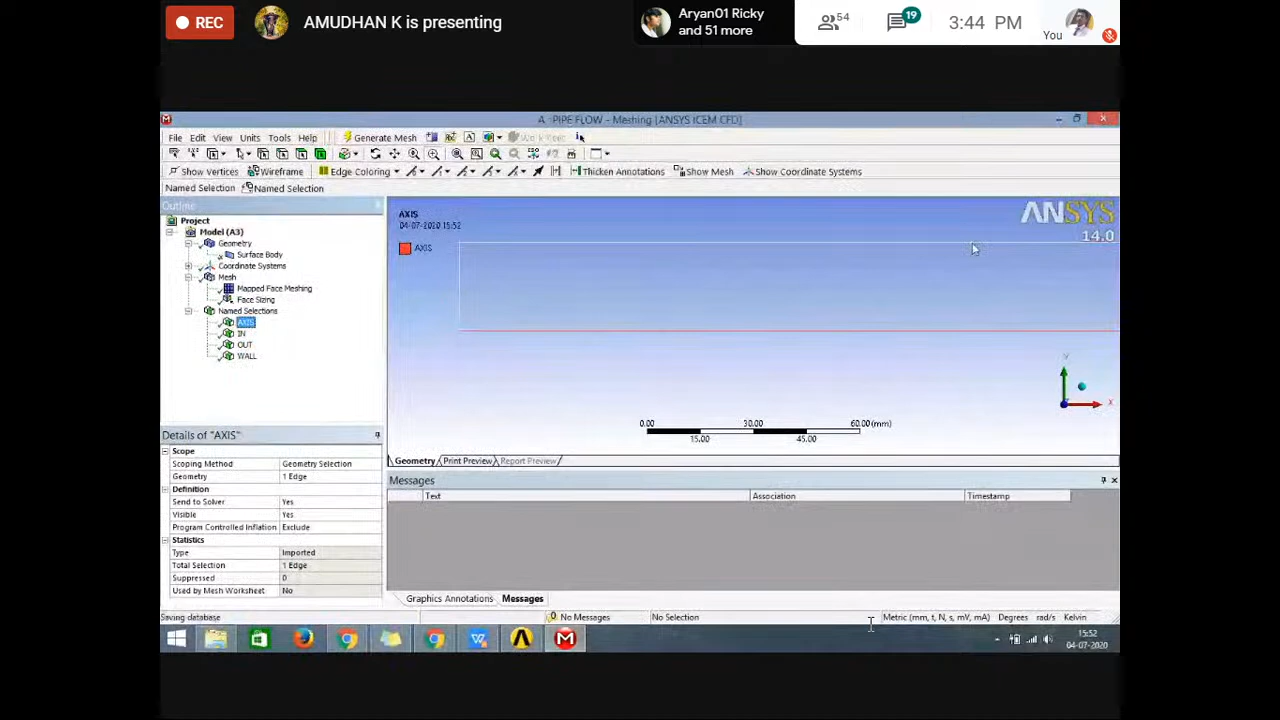 REC
AMUDHAN K is presenting
Aryan01 Ricky
and 51 more
54
19
3:44 PM
You
A : PIPE FLOW - Meshing [ANSYS ICEM CFD]
File Edit View Units Tools Help
Generate Mesh
Show Vertices Wireframe Edge Coloring Thicken Annotations Show Mesh Show Coordinate Systems
Named Selection Named Selection
Outline
Project
Model (A3)
Geometry
Surface Body
Coordinate Systems
Mesh
Mapped Face Meshing
Face Sizing
Named Selections
AXIS
IN
OUT
WALL
AXIS
04-07-2020 15:52
AXIS
ANSYS
14.0
Y
X
0.00 30.00 60.00 (mm)
15.00 45.00
Geometry Print Preview Report Preview
Details of "AXIS"
Scope
Scoping Method Geometry Selection
Geometry 1 Edge
Definition
Send to Solver Yes
Visible Yes
Program Controlled Inflation Exclude
Statistics
Type Imported
Total Selection 1 Edge
Suppressed 0
Used by Mesh Worksheet No
Messages
Text Association Timestamp
Graphics Annotations Messages
Saving database No Messages No Selection Metric (mm, t, N, s, mV, mA) Degrees rad/s Kelvin
15:52
04-07-2020